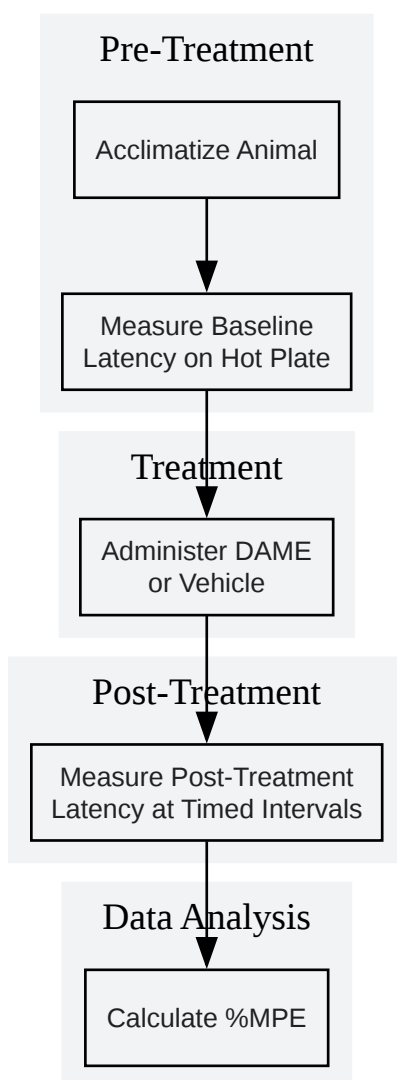 Pre-Treatment
Acclimatize Animal
Measure Baseline
Latency on Hot Plate
Treatment
Administer DAME
or Vehicle
Post-Treatment
Measure Post-Treatment
Latency at Timed Intervals
Data Analysis
Calculate %MPE